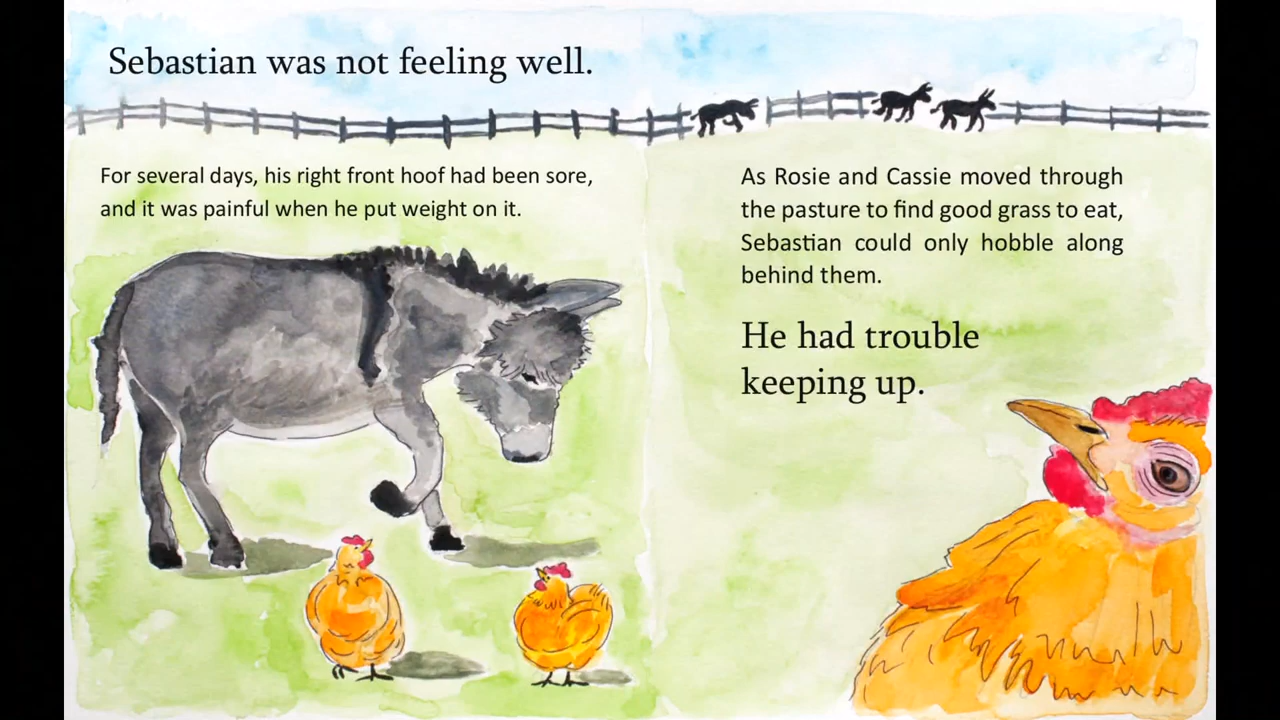 Sebastian was not feeling well.
For several days, his right front hoof had been sore,
and it was painful when he put weight on it.
As Rosie and Cassie moved through
the pasture to find good grass to eat,
Sebastian could only hobble along
behind them.
He had trouble
keeping up.